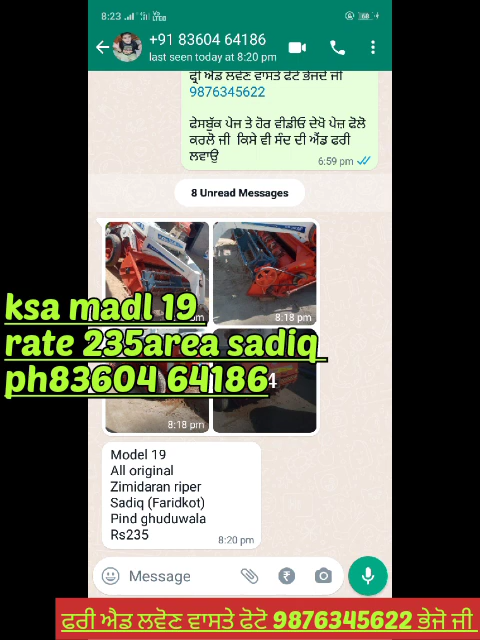 8:23
+91 83604 64186
last seen today at 8:20 pm
ਫ੍ਰੀ ਐਡ ਲਵੋਣ ਵਾਸਤੇ ਫੋਟੋ ਭੇਜਦੋ ਜੀ
9876345622
ਫੇਸਬੁੱਕ ਪੇਜ ਤੇ ਹੋਰ ਵੀਡੀਓ ਦੇਖੋ ਪੇਜ਼ ਫੋਲੋ
ਕਰਲੋ ਜੀ ਕਿਸੇ ਵੀ ਸੰਦ ਦੀ ਐਂਡ ਫਰੀ
ਲਵਾਉ
6:59 pm
8 Unread Messages
8:18 pm
ksa madl 19
rate 235area sadiq
ph83604 64186
8:18 pm
Model 19
All original
Zimidaran riper
Sadiq (Faridkot)
Pind ghuduwala
Rs235
8:20 pm
Message
ਫਰੀ ਐਡ ਲਵੋਣ ਵਾਸਤੇ ਫੋਟੋ 9876345622 ਭੇਜੋ ਜੀ